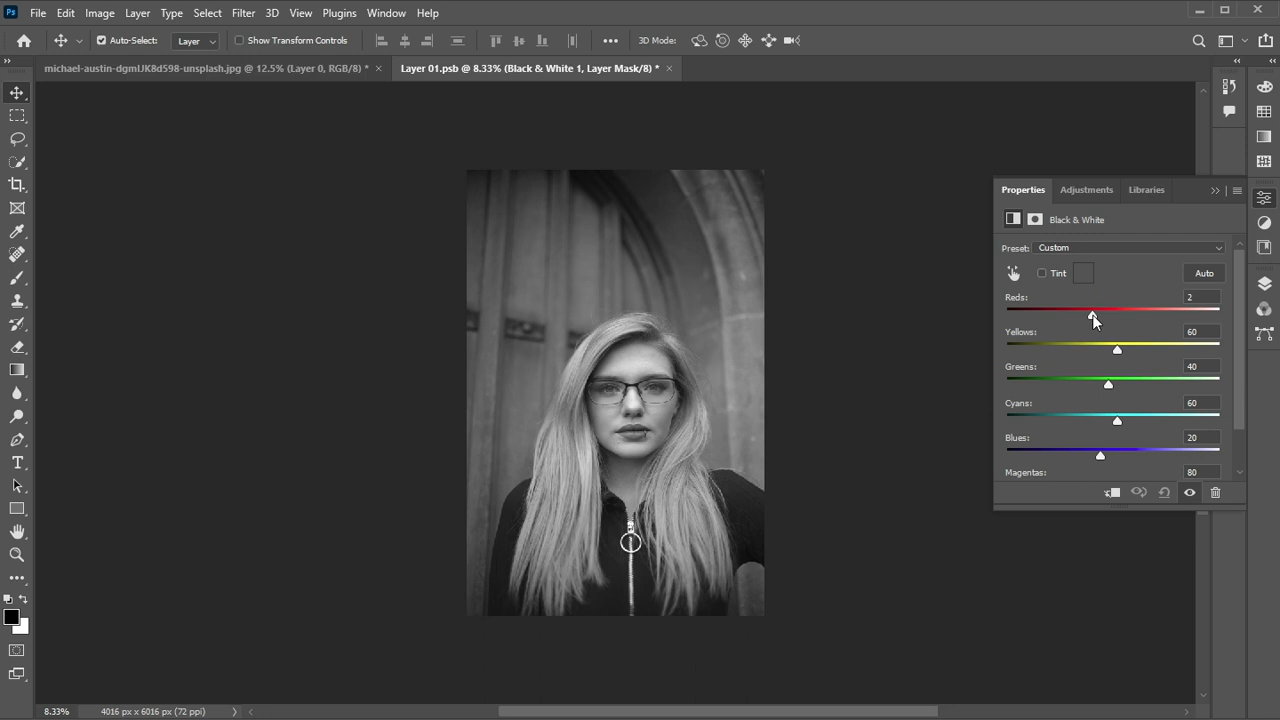 Ps File Edit Image Layer Type Select Filter 3D View Plugins Window Help
Auto-Select: Layer Show Transform Controls 3D Mode:
michael-austin-dgmIJK8d598-unsplash.jpg @ 12.5% (Layer 0, RGB/8) * × Layer 01.psb @ 8.33% (Black & White 1, Layer Mask/8) * ×
Properties Adjustments Libraries
Black & White
Preset: Custom
Tint Auto
Reds: 2
Yellows: 60
Greens: 40
Cyans: 60
Blues: 20
Magentas: 80
8.33% 4016 px x 6016 px (72 ppi)